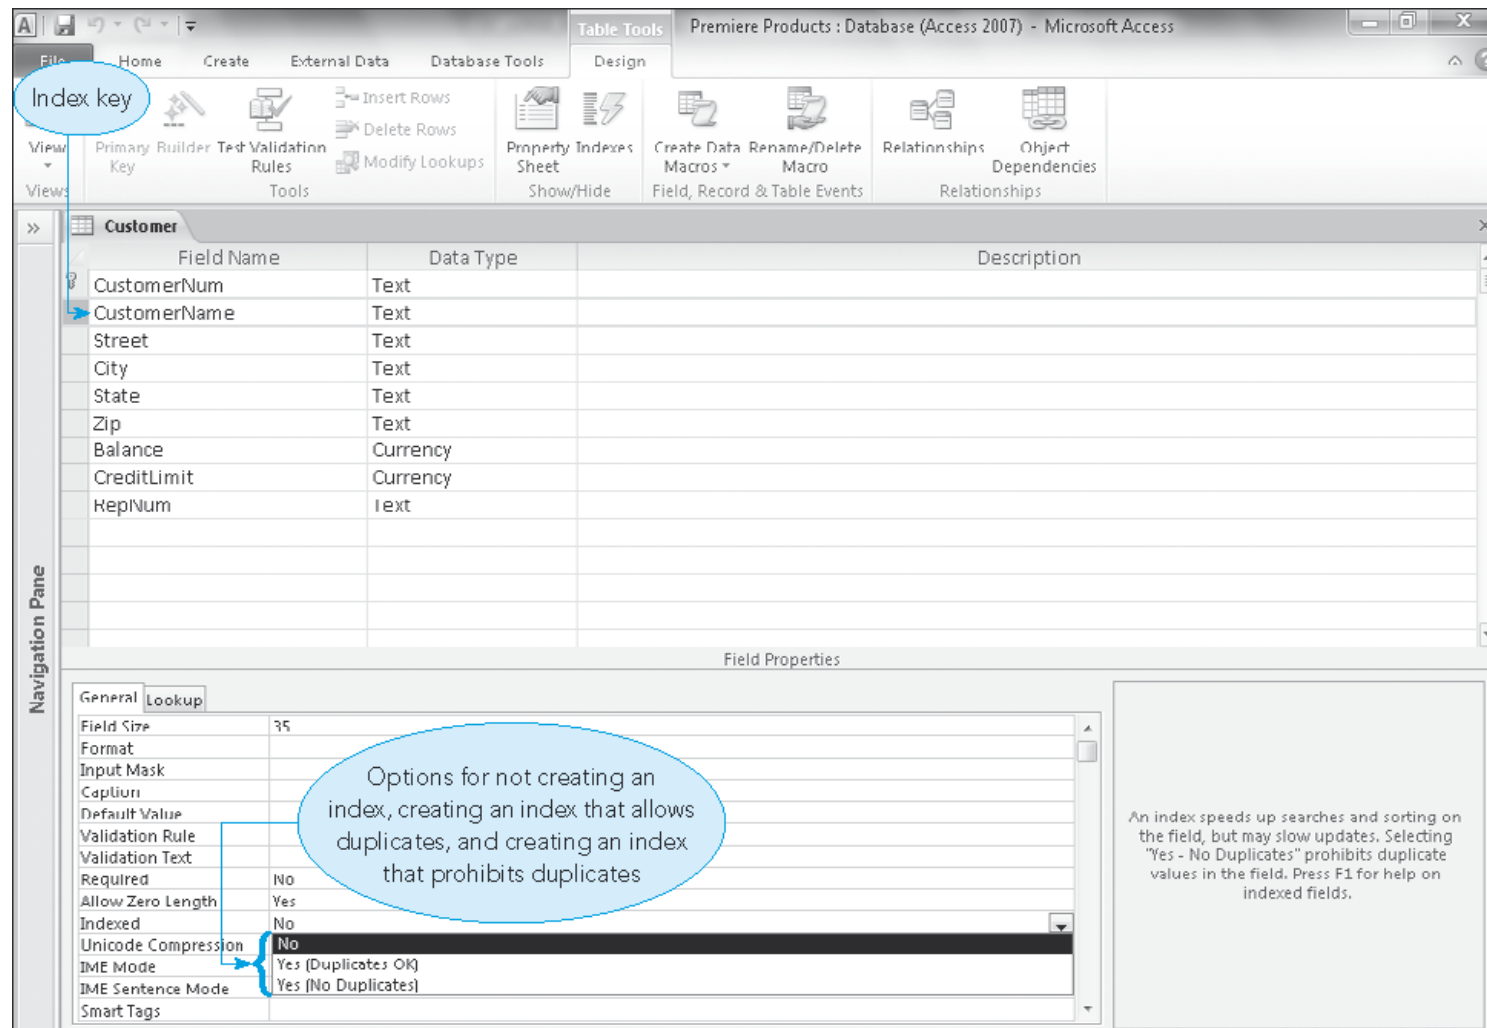 Table Tools
Premiere Products : Database (Access 2007) - Microsoft Access
File
Home
Create
External Data
Database Tools
Design
Index key
View
Primary Key
Builder
Test Validation Rules
Insert Rows
Delete Rows
Modify Lookups
Property Sheet
Indexes
Create Data Macros
Rename/Delete Macro
Relationships
Object Dependencies
Views
Tools
Show/Hide
Field, Record & Table Events
Relationships
Customer
Field Name Data Type Description
CustomerNum Text
CustomerName Text
Street Text
City Text
State Text
Zip Text
Balance Currency
CreditLimit Currency
RepNum Text
Navigation Pane
Field Properties
General Lookup
Field Size 35
Format
Input Mask
Caption
Default Value
Validation Rule
Validation Text
Required No
Allow Zero Length Yes
Indexed No
Unicode Compression
IME Mode
IME Sentence Mode
Smart Tags
No
Yes (Duplicates OK)
Yes (No Duplicates)
Options for not creating an
index, creating an index that allows
duplicates, and creating an index
that prohibits duplicates
An index speeds up searches and sorting on
the field, but may slow updates. Selecting
"Yes - No Duplicates" prohibits duplicate
values in the field. Press F1 for help on
indexed fields.